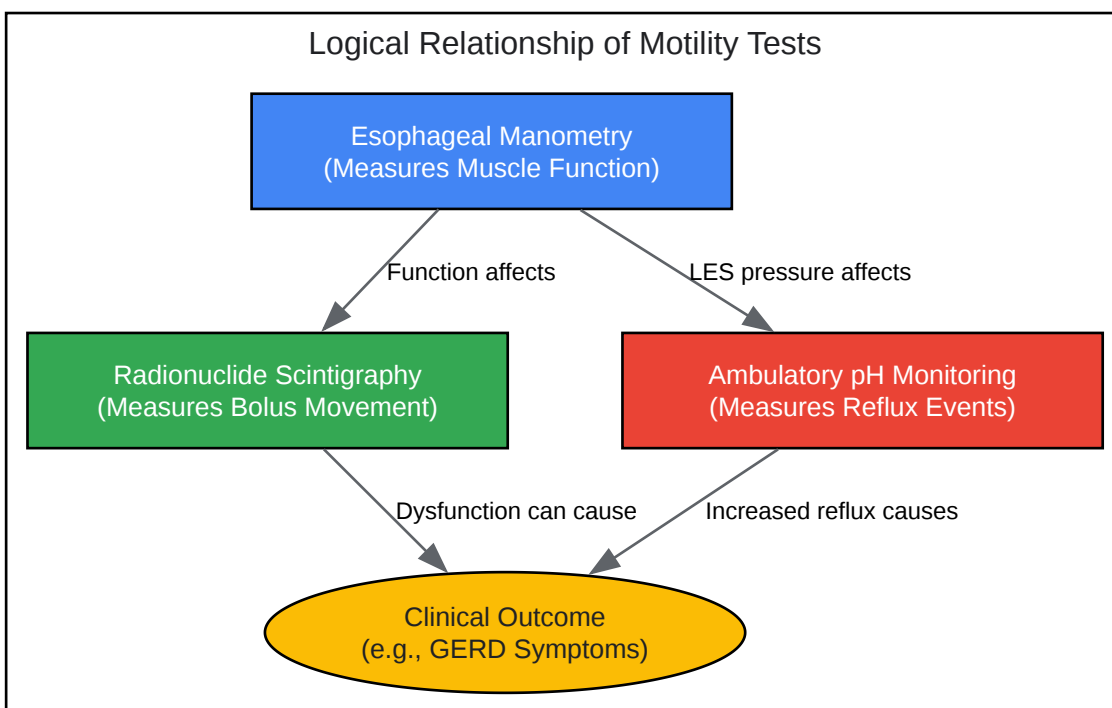 Logical Relationship of Motility Tests
Esophageal Manometry
(Measures Muscle Function)
Function affects
LES pressure affects
Radionuclide Scintigraphy
(Measures Bolus Movement)
Ambulatory pH Monitoring
(Measures Reflux Events)
Dysfunction can cause
Increased reflux causes
Clinical Outcome
(e.g., GERD Symptoms)